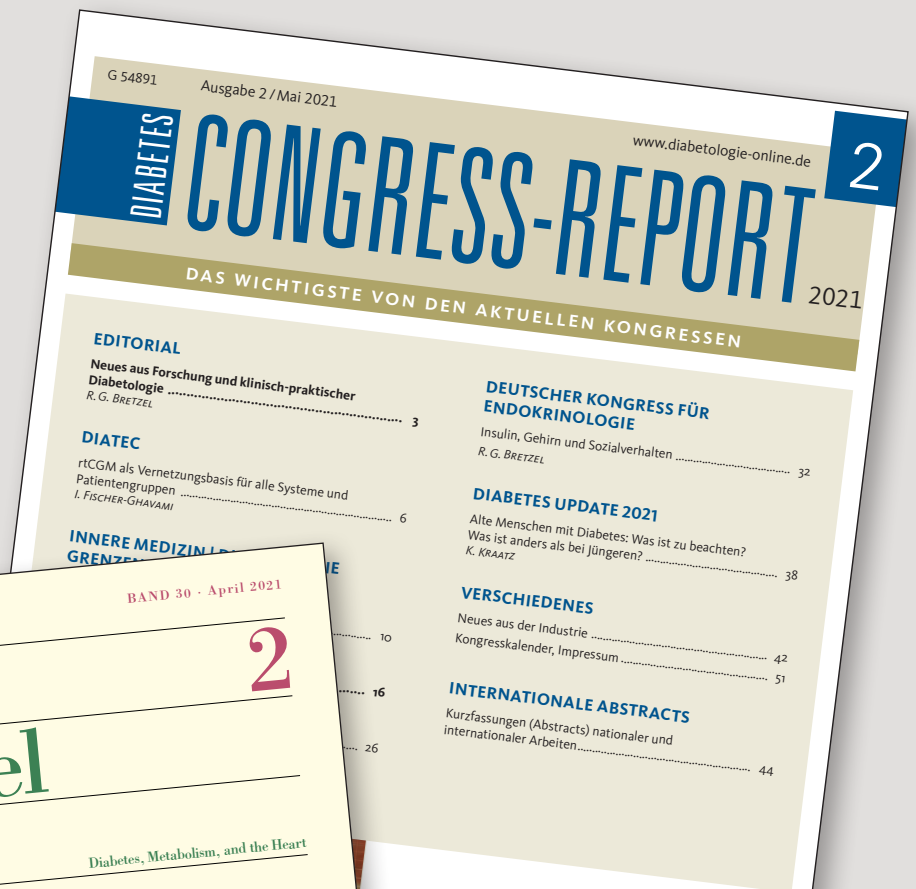 G 54891
Ausgabe 2 / Mai 2021
www.diabetologie-online.de
2
DIABETES
CONGRESS-REPORT
2021
DAS WICHTIGSTE VON DEN AKTUELLEN KONGRESSEN
EDITORIAL
Neues aus Forschung und klinisch-praktischer
Diabetologie 3
R. G. BRETZEL
DIATEC
rtCGM als Vernetzungsbasis für alle Systeme und
Patientengruppen 6
I. FISCHER-GHAVAMI
INNERE MEDIZIN
10
16
26
DEUTSCHER KONGRESS FÜR
ENDOKRINOLOGIE
Insulin, Gehirn und Sozialverhalten 32
R. G. BRETZEL
DIABETES UPDATE 2021
Alte Menschen mit Diabetes: Was ist zu beachten?
Was ist anders als bei Jüngeren? 38
K. KRAATZ
VERSCHIEDENES
Neues aus der Industrie 42
Kongresskalender, Impressum 51
INTERNATIONALE ABSTRACTS
Kurzfassungen (Abstracts) nationaler und
internationaler Arbeiten 44
BAND 30 · April 2021
2
el
Diabetes, Metabolism, and the Heart